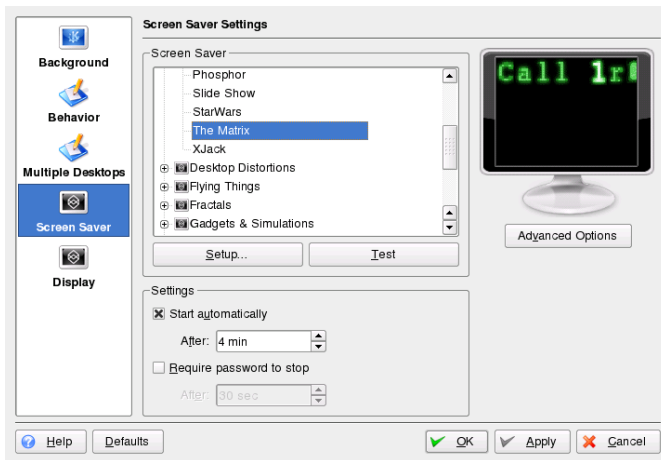 Screen Saver Settings
Background
Behavior
Multiple Desktops
Screen Saver
Display
Screen Saver
Phosphor
Slide Show
StarWars
The Matrix
XJack
Desktop Distortions
Flying Things
Fractals
Gadgets & Simulations
Setup...
Test
Call 1r
Advanced Options
Settings
Start automatically
After: 4 min
Require password to stop
After: 30 sec
Help
Defaults
OK
Apply
Cancel